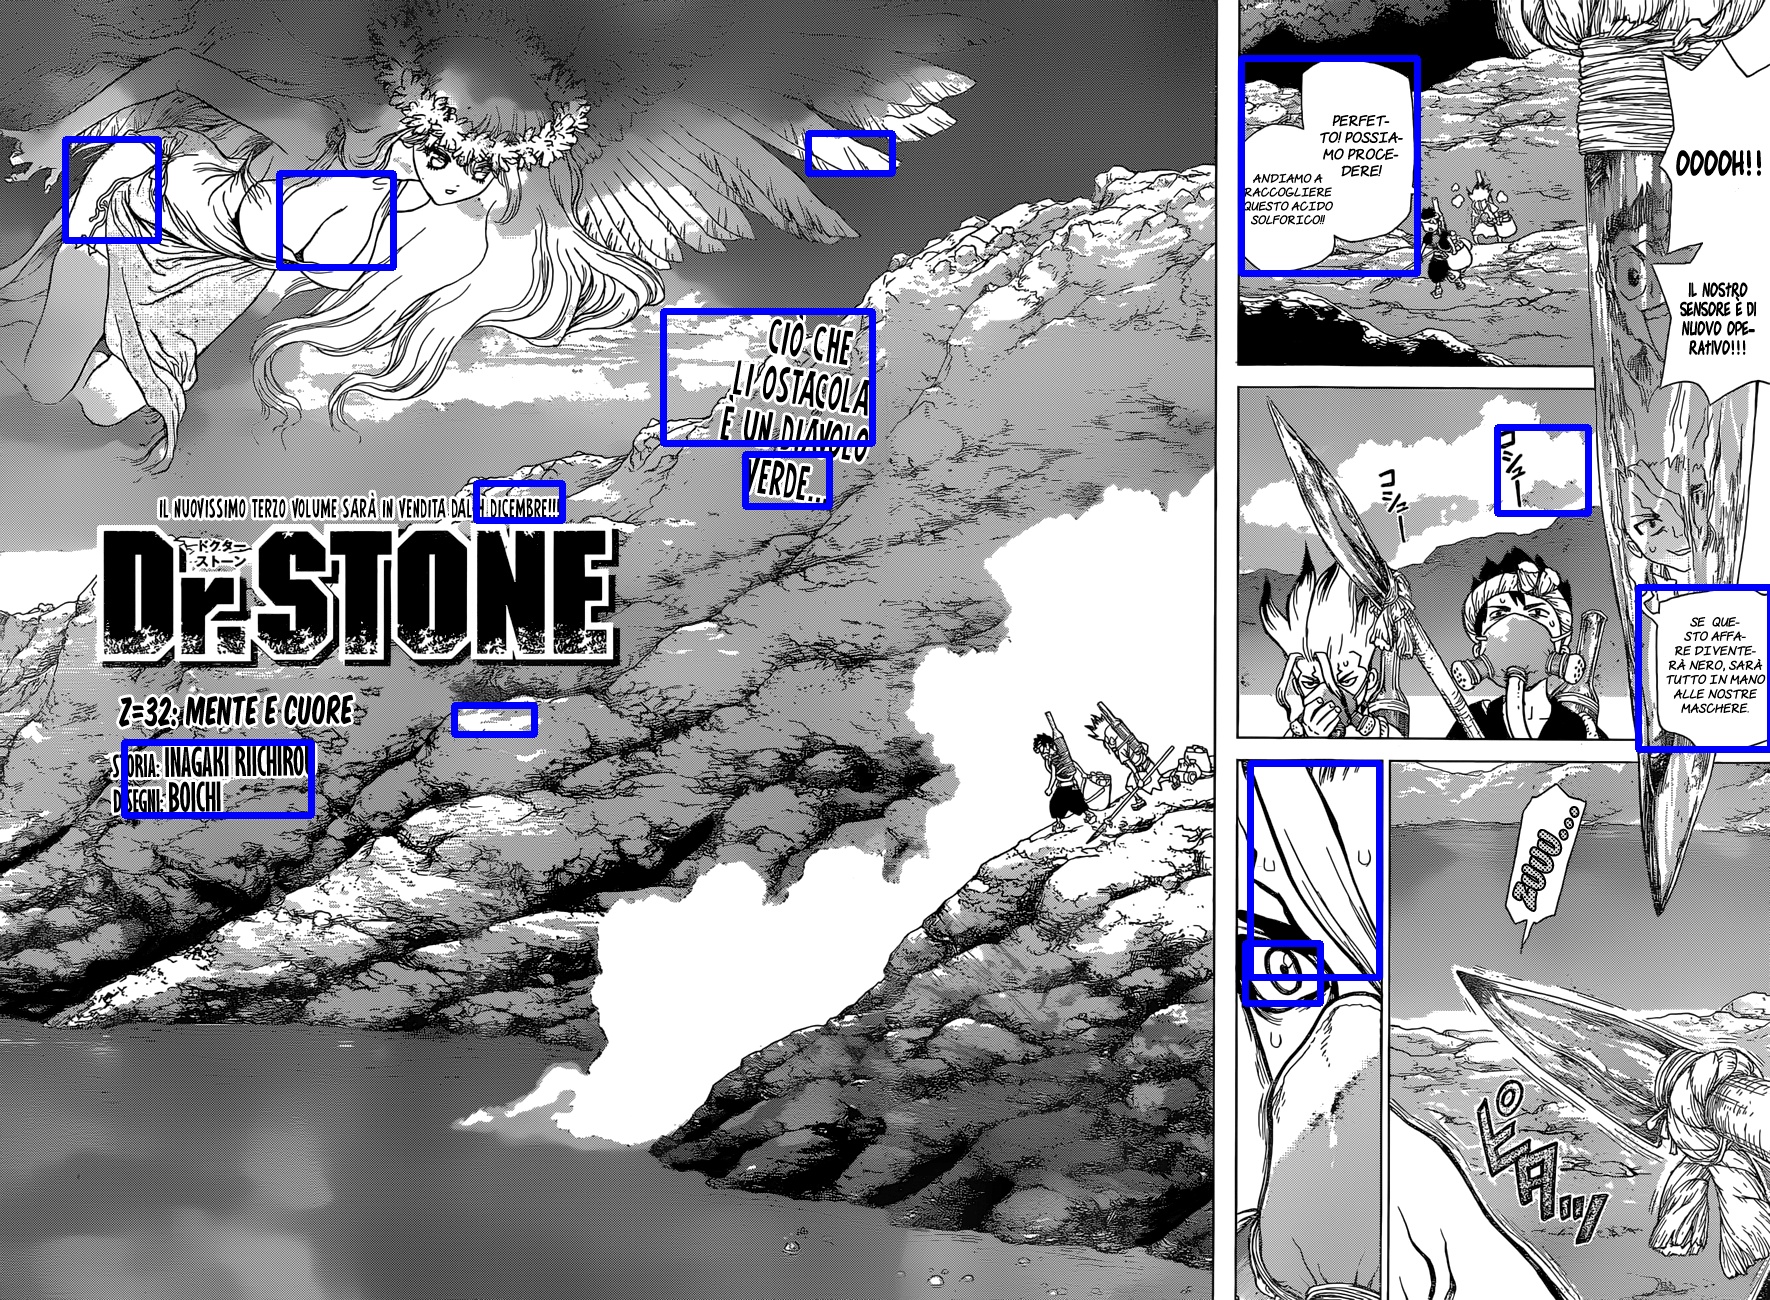 CIÒ CHE
LI OSTACOLA
È UN DIAVOLO
VERDE...
IL NUOVISSIMO TERZO VOLUME SARÀ IN VENDITA DAL DICEMBRE!!!
ドクター
ストーン
Dr.STONE
Z=32: MENTE E CUORE
STORIA: INAGAKI RIICHIRO
DISEGNI: BOICHI
OOOOH!!
IL NOSTRO
SENSORE È DI
NUOVO OPE-
RATIVO!!!
PERFET-
TO! POSSIA-
MO PROCE-
DERE!
ANDIAMO A
RACCOGLIERE
QUESTO ACIDO
SOLFORICO!!
コシューー
コシューー
SE QUE-
STO AFFA-
RE DIVENTE-
RÀ NERO, SARÀ
TUTTO IN MANO
ALLE NOSTRE
MASCHERE.
ピタッ